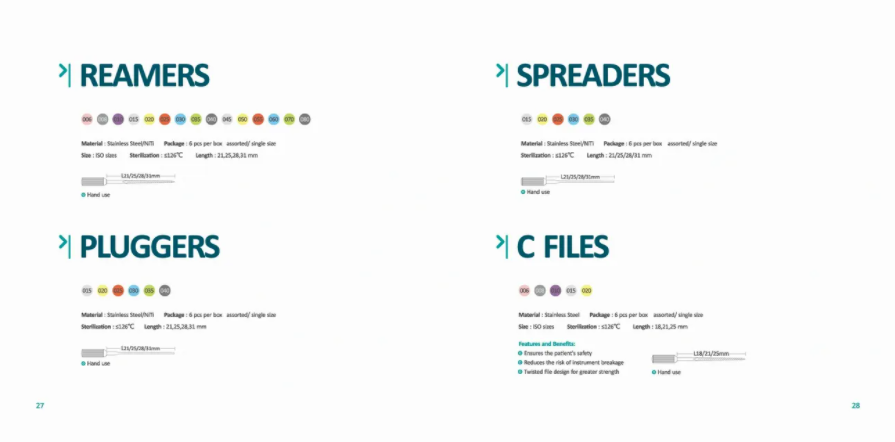 REAMERS
006 008 010 015 020 025 030 035 040 045 050 055 060 070 080
Material : Stainless Steel/NiTi Package : 6 pcs per box assorted/ single size
Size : ISO sizes Sterilization : ≤126℃ Length : 21,25,28,31 mm
L21/25/28/31mm
Hand use
PLUGGERS
015 020 025 030 035 040
Material : Stainless Steel/NiTi Package : 6 pcs per box assorted/ single size
Sterilization : ≤126℃ Length : 21,25,28,31 mm
L21/25/28/31mm
Hand use
27
SPREADERS
015 020 025 030 035 040
Material : Stainless Steel/NiTi Package : 6 pcs per box assorted/ single size
Sterilization : ≤126℃ Length : 21/25/28/31 mm
L21/25/28/31mm
Hand use
C FILES
006 008 010 015 020
Material : Stainless Steel Package : 6 pcs per box assorted/ single size
Size : ISO sizes Sterilization : ≤126℃ Length : 18,21,25 mm
Features and Benefits:
Ensures the patient's safety
Reduces the risk of instrument breakage
Twisted file design for greater strength
L18/21/25mm
Hand use
28